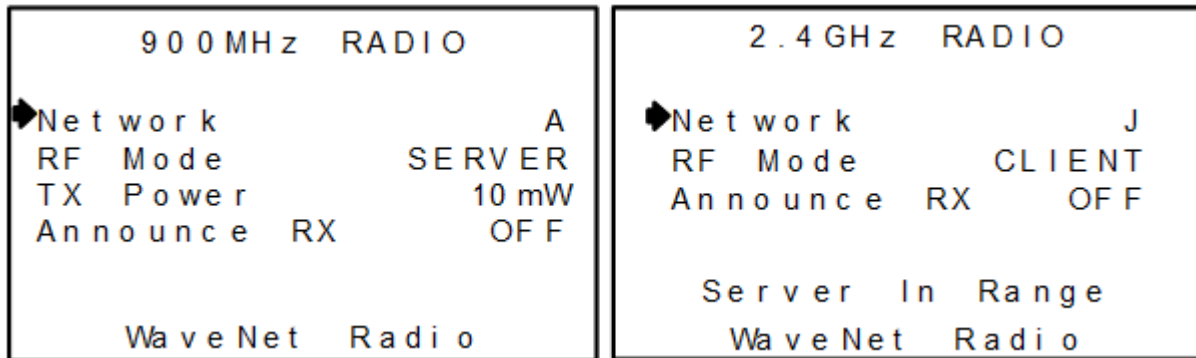 900MHz RADIO
Network A
RF Mode SERVER
TX Power 10 mW
Announce RX OFF
WaveNet Radio
2.4GHz RADIO
Network J
RF Mode CLIENT
Announce RX OFF
Server In Range
WaveNet Radio